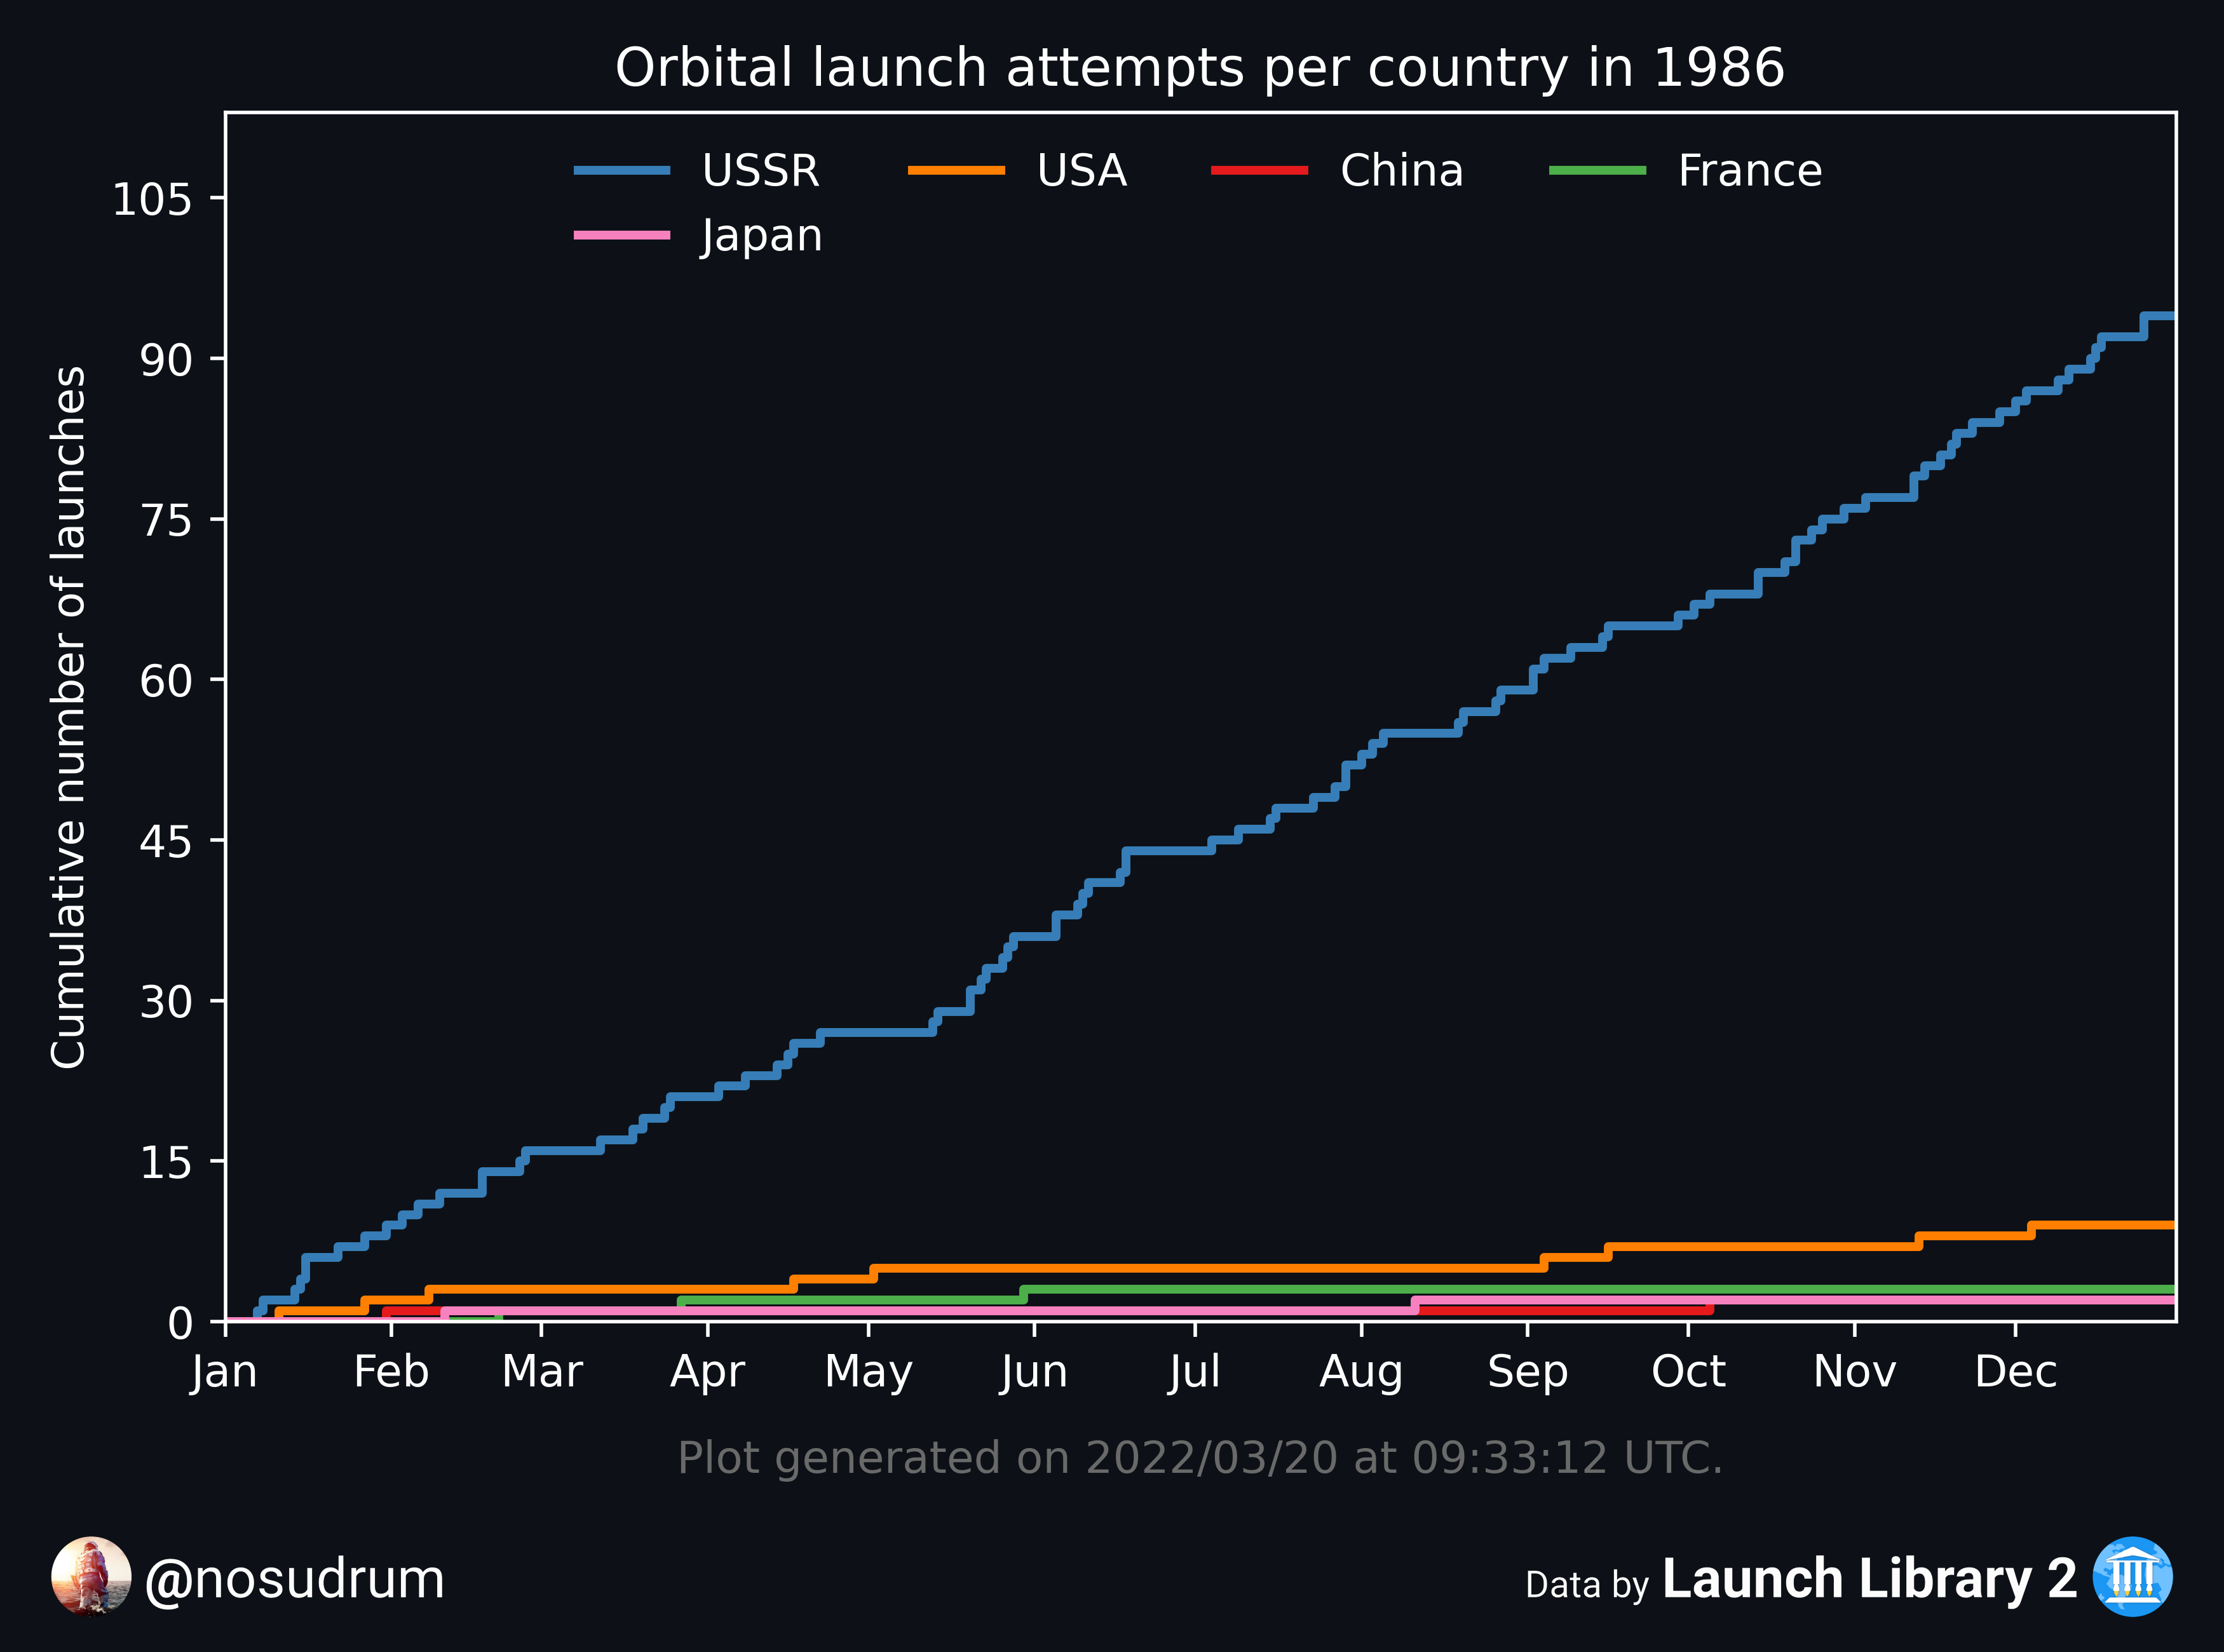 Orbital launch attempts per country in 1986
USSR USA China France
Japan
Cumulative number of launches
105
90
75
60
45
30
15
0
Jan Feb Mar Apr May Jun Jul Aug Sep Oct Nov Dec
Plot generated on 2022/03/20 at 09:33:12 UTC.
@nosudrum
Data by Launch Library 2